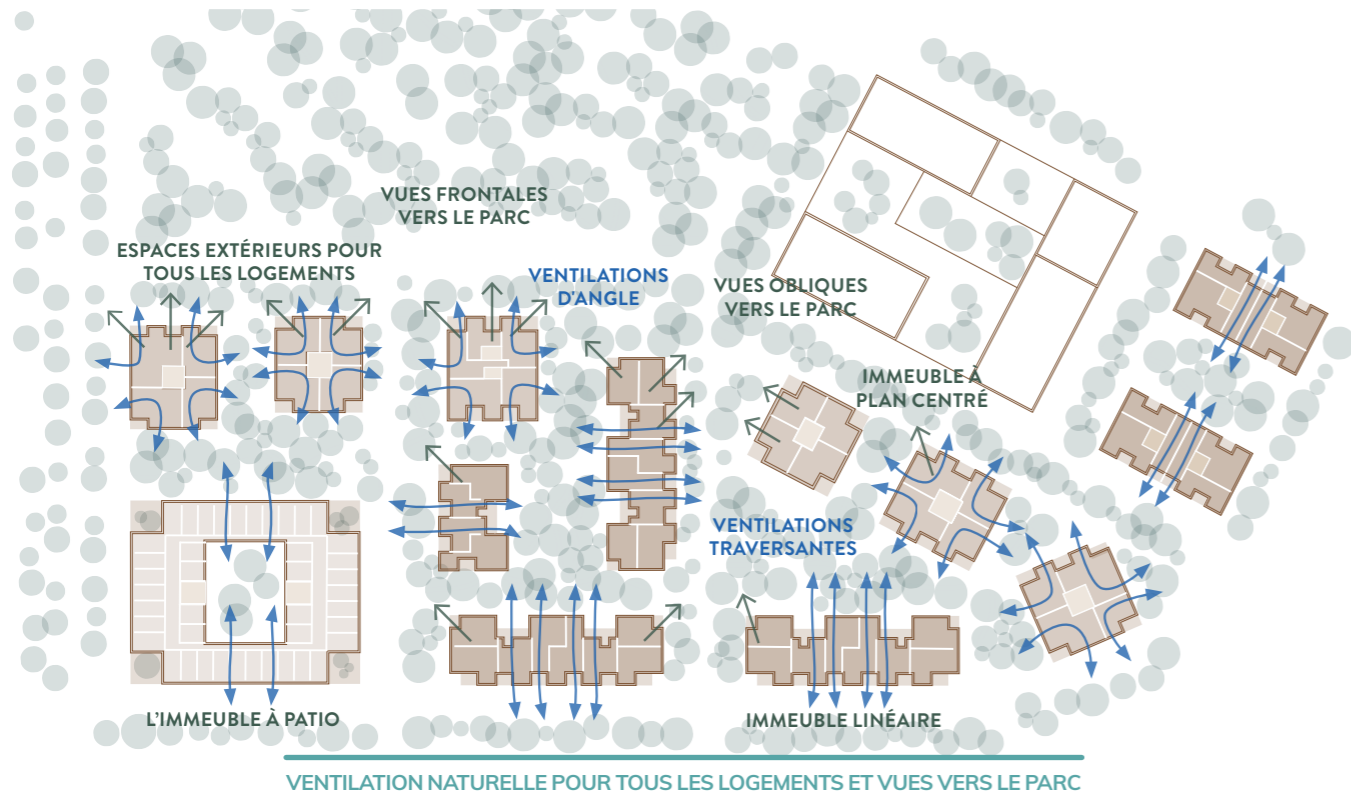 VUES FRONTALES
VERS LE PARC
ESPACES EXTÉRIEURS POUR
TOUS LES LOGEMENTS
VENTILATIONS
D'ANGLE
VUES OBLIQUES
VERS LE PARC
IMMEUBLE À
PLAN CENTRÉ
VENTILATIONS
TRAVERSANTES
L'IMMEUBLE À PATIO
IMMEUBLE LINÉAIRE
VENTILATION NATURELLE POUR TOUS LES LOGEMENTS ET VUES VERS LE PARC